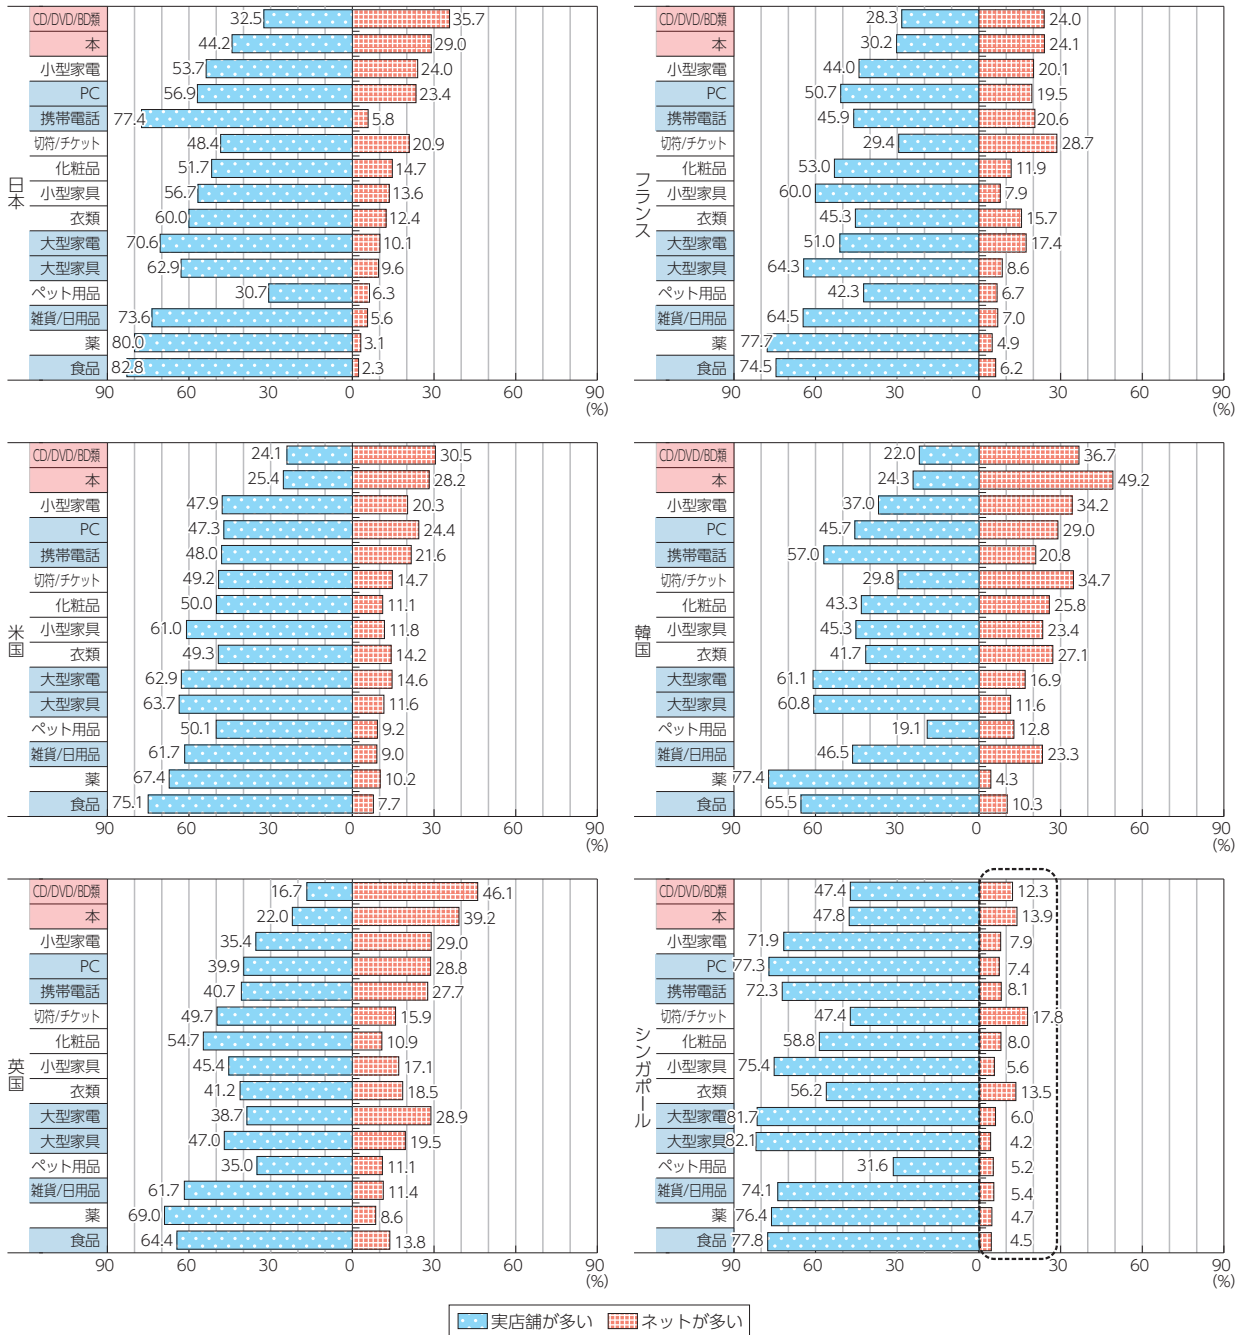 日本
CD/DVD/BD類 32.5 35.7
本 44.2 29.0
小型家電 53.7 24.0
PC 56.9 23.4
携帯電話 77.4 5.8
切符/チケット 48.4 20.9
化粧品 51.7 14.7
小型家具 56.7 13.6
衣類 60.0 12.4
大型家電 70.6 10.1
大型家具 62.9 9.6
ペット用品 30.7 6.3
雑貨/日用品 73.6 5.6
薬 80.0 3.1
食品 82.8 2.3
90 60 30 0 30 60 90
(%)
フランス
CD/DVD/BD類 28.3 24.0
本 30.2 24.1
小型家電 44.0 20.1
PC 50.7 19.5
携帯電話 45.9 20.6
切符/チケット 29.4 28.7
化粧品 53.0 11.9
小型家具 60.0 7.9
衣類 45.3 15.7
大型家電 51.0 17.4
大型家具 64.3 8.6
ペット用品 42.3 6.7
雑貨/日用品 64.5 7.0
薬 77.7 4.9
食品 74.5 6.2
90 60 30 0 30 60 90
(%)
米国
CD/DVD/BD類 24.1 30.5
本 25.4 28.2
小型家電 47.9 20.3
PC 47.3 24.4
携帯電話 48.0 21.6
切符/チケット 49.2 14.7
化粧品 50.0 11.1
小型家具 61.0 11.8
衣類 49.3 14.2
大型家電 62.9 14.6
大型家具 63.7 11.6
ペット用品 50.1 9.2
雑貨/日用品 61.7 9.0
薬 67.4 10.2
食品 75.1 7.7
90 60 30 0 30 60 90
(%)
韓国
CD/DVD/BD類 22.0 36.7
本 24.3 49.2
小型家電 37.0 34.2
PC 45.7 29.0
携帯電話 57.0 20.8
切符/チケット 29.8 34.7
化粧品 43.3 25.8
小型家具 45.3 23.4
衣類 41.7 27.1
大型家電 61.1 16.9
大型家具 60.8 11.6
ペット用品 19.1 12.8
雑貨/日用品 46.5 23.3
薬 77.4 4.3
食品 65.5 10.3
90 60 30 0 30 60 90
(%)
英国
CD/DVD/BD類 16.7 46.1
本 22.0 39.2
小型家電 35.4 29.0
PC 39.9 28.8
携帯電話 40.7 27.7
切符/チケット 49.7 15.9
化粧品 54.7 10.9
小型家具 45.4 17.1
衣類 41.2 18.5
大型家電 38.7 28.9
大型家具 47.0 19.5
ペット用品 35.0 11.1
雑貨/日用品 61.7 11.4
薬 69.0 8.6
食品 64.4 13.8
90 60 30 0 30 60 90
(%)
シンガポール
CD/DVD/BD類 47.4 12.3
本 47.8 13.9
小型家電 71.9 7.9
PC 77.3 7.4
携帯電話 72.3 8.1
切符/チケット 47.4 17.8
化粧品 58.8 8.0
小型家具 75.4 5.6
衣類 56.2 13.5
大型家電 81.7 6.0
大型家具 82.1 4.2
ペット用品 31.6 5.2
雑貨/日用品 74.1 5.4
薬 76.4 4.7
食品 77.8 4.5
90 60 30 0 30 60 90
(%)
実店舗が多い ネットが多い